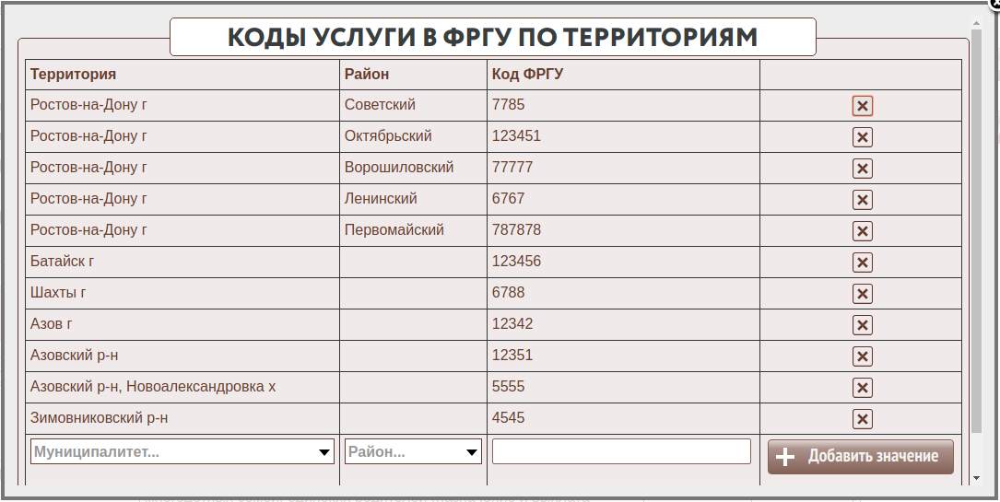 КОДЫ УСЛУГИ В ФРГУ ПО ТЕРРИТОРИЯМ
Территория Район Код ФРГУ
Ростов-на-Дону г Советский 7785
Ростов-на-Дону г Октябрьский 123451
Ростов-на-Дону г Ворошиловский 77777
Ростов-на-Дону г Ленинский 6767
Ростов-на-Дону г Первомайский 787878
Батайск г 123456
Шахты г 6788
Азов г 12342
Азовский р-н 12351
Азовский р-н, Новоалександровка х 5555
Зимовниковский р-н 4545
Муниципалитет... Район... Добавить значение